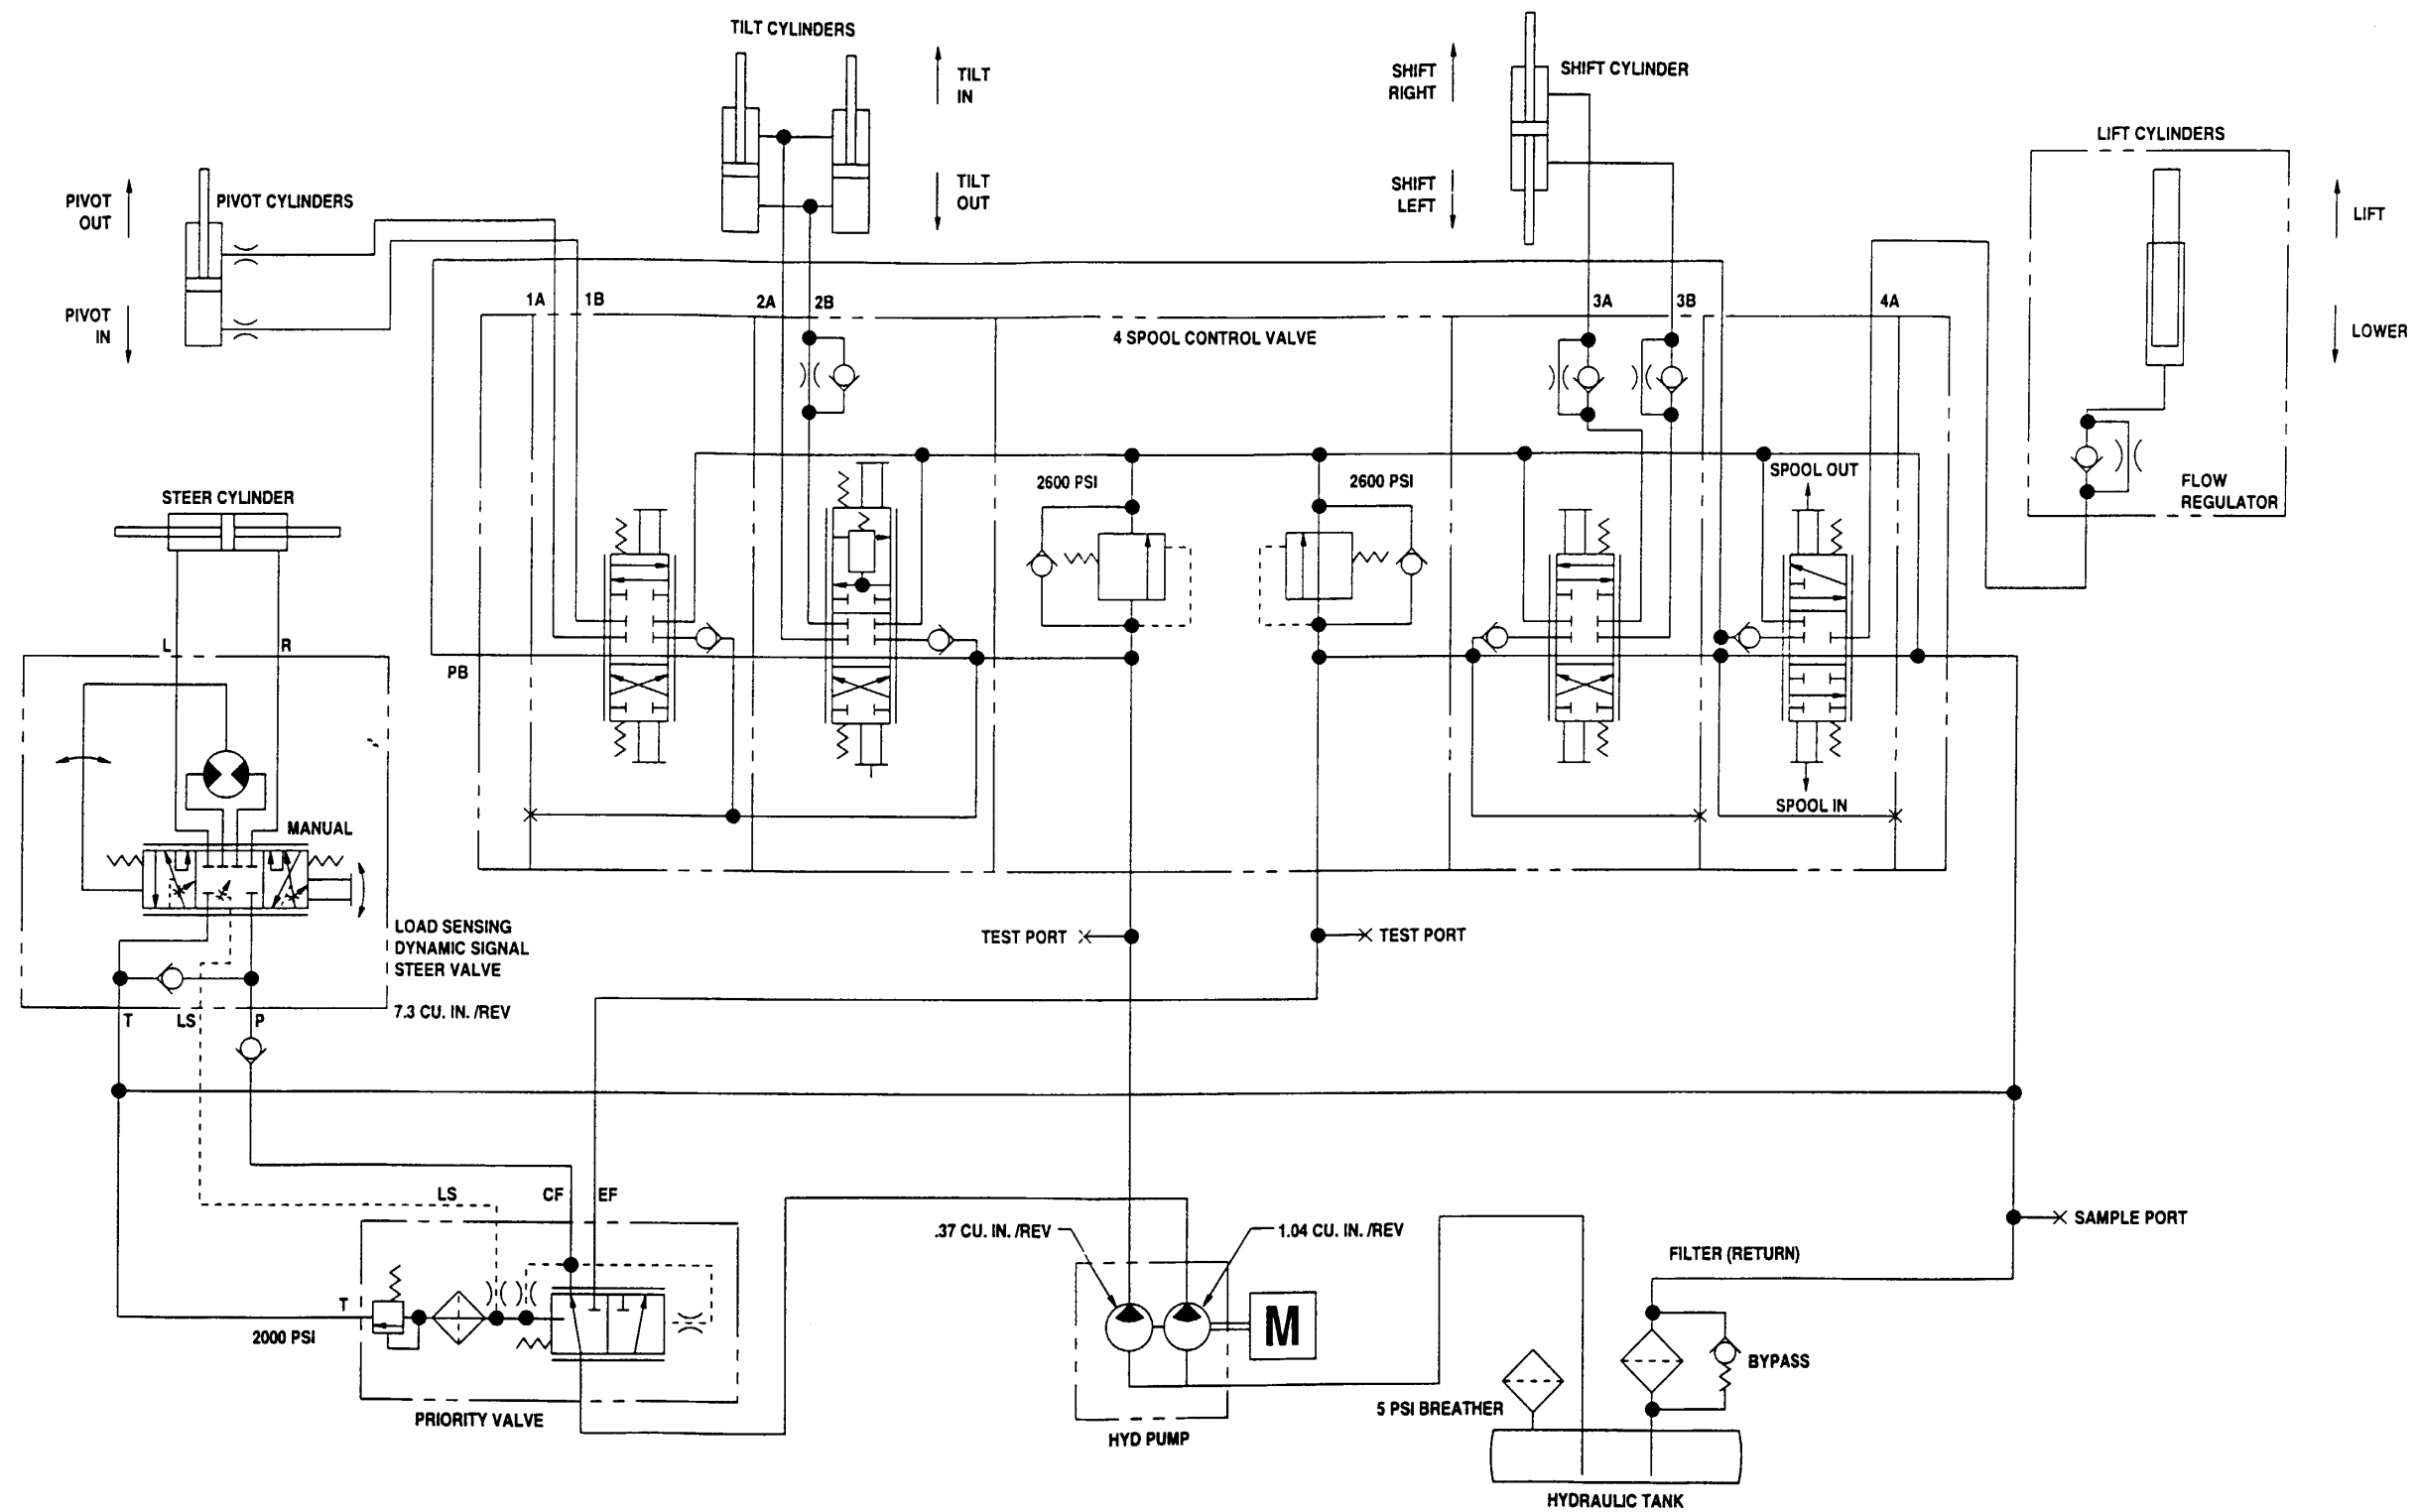 TILT CYLINDERS
TILT
IN
TILT
OUT
SHIFT
RIGHT
SHIFT CYLINDER
SHIFT
LEFT
LIFT CYLINDERS
LIFT
LOWER
FLOW
REGULATOR
PIVOT
OUT
PIVOT CYLINDERS
PIVOT
IN
1A
1B
2A
2B
3A
3B
4A
4 SPOOL CONTROL VALVE
2600 PSI
2600 PSI
SPOOL OUT
SPOOL IN
PB
STEER CYLINDER
L
R
MANUAL
LOAD SENSING
DYNAMIC SIGNAL
STEER VALVE
7.3 CU. IN. /REV
T
LS
P
TEST PORT
TEST PORT
LS
CF
EF
T
2000 PSI
PRIORITY VALVE
.37 CU. IN. /REV
1.04 CU. IN. /REV
M
HYD PUMP
SAMPLE PORT
FILTER (RETURN)
BYPASS
5 PSI BREATHER
HYDRAULIC TANK